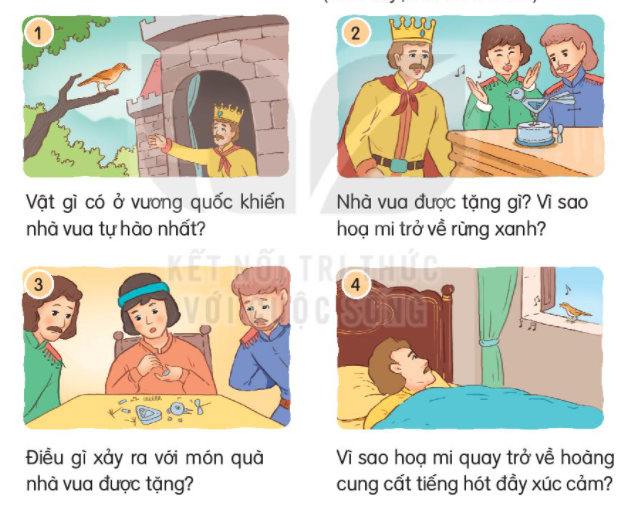 1
2
Vật gì có ở vương quốc khiến
nhà vua tự hào nhất?
Nhà vua được tặng gì? Vì sao
hoạ mi trở về rừng xanh?
KẾT NỐI TRI THỨC
VỚI CUỘC SỐNG
3
4
Điều gì xảy ra với món quà
nhà vua được tặng?
Vì sao hoạ mi quay trở về hoàng
cung cất tiếng hót đầy xúc cảm?